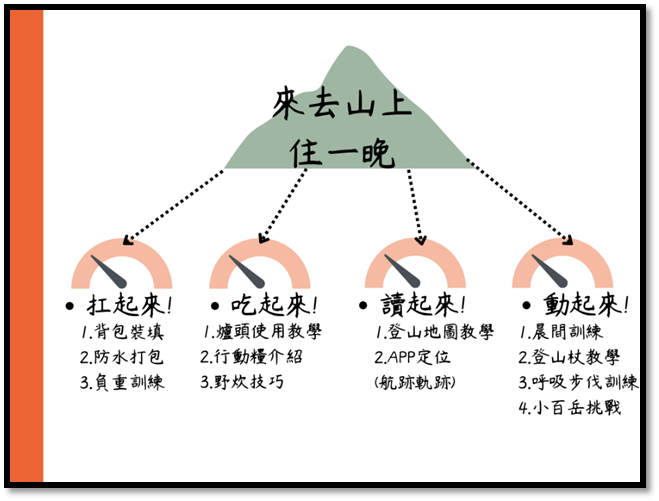 來去山上
住一晚
• 扛起來!
1.背包裝填
2.防水打包
3.負重訓練
• 吃起來!
1.爐頭使用教學
2.行動糧介紹
3.野炊技巧
• 讀起來!
1.登山地圖教學
2.APP定位
(航跡軌跡)
• 動起來!
1.晨間訓練
2.登山杖教學
3.呼吸步伐訓練
4.小百岳挑戰